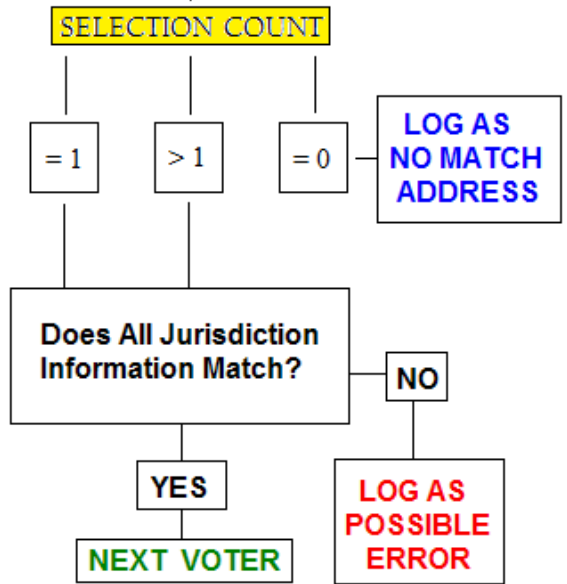 SELECTION COUNT
= 1
> 1
= 0
LOG AS
NO MATCH
ADDRESS
Does All Jurisdiction
Information Match?
NO
YES
LOG AS
POSSIBLE
ERROR
NEXT VOTER